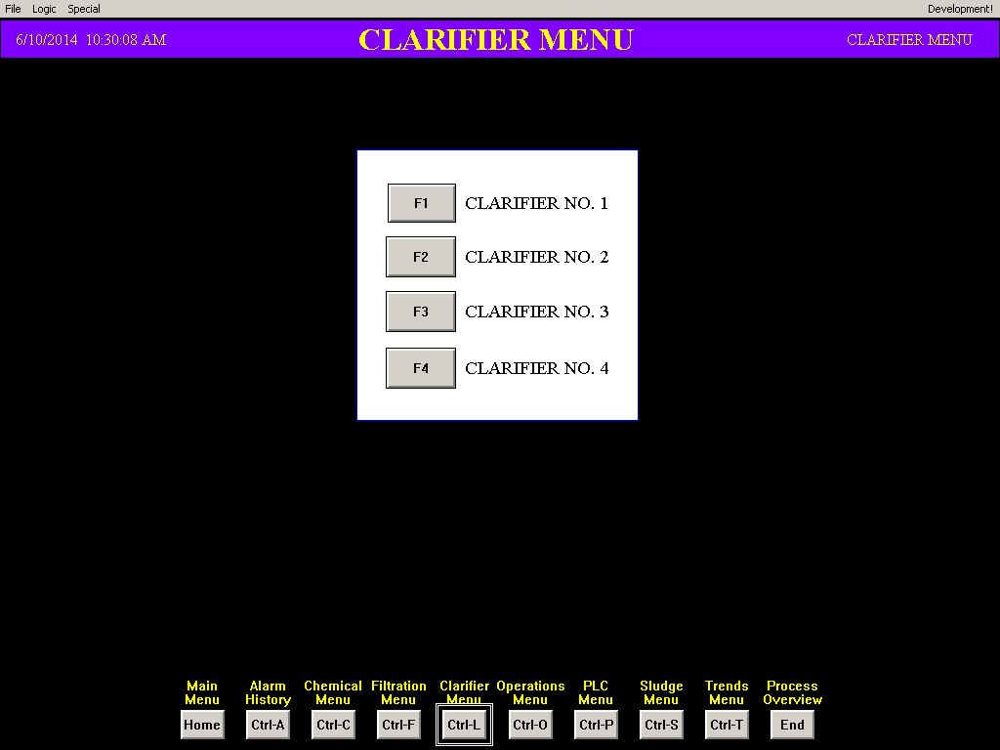 File Logic Special Development!
6/10/2014 10:30:08 AM CLARIFIER MENU CLARIFIER MENU
F1 CLARIFIER NO. 1
F2 CLARIFIER NO. 2
F3 CLARIFIER NO. 3
F4 CLARIFIER NO. 4
Main Alarm Chemical Filtration Clarifier Operations PLC Sludge Trends Process
Menu History Menu Menu Menu Menu Menu Menu Menu Overview
Home Ctrl-A Ctrl-C Ctrl-F Ctrl-L Ctrl-O Ctrl-P Ctrl-S Ctrl-T End